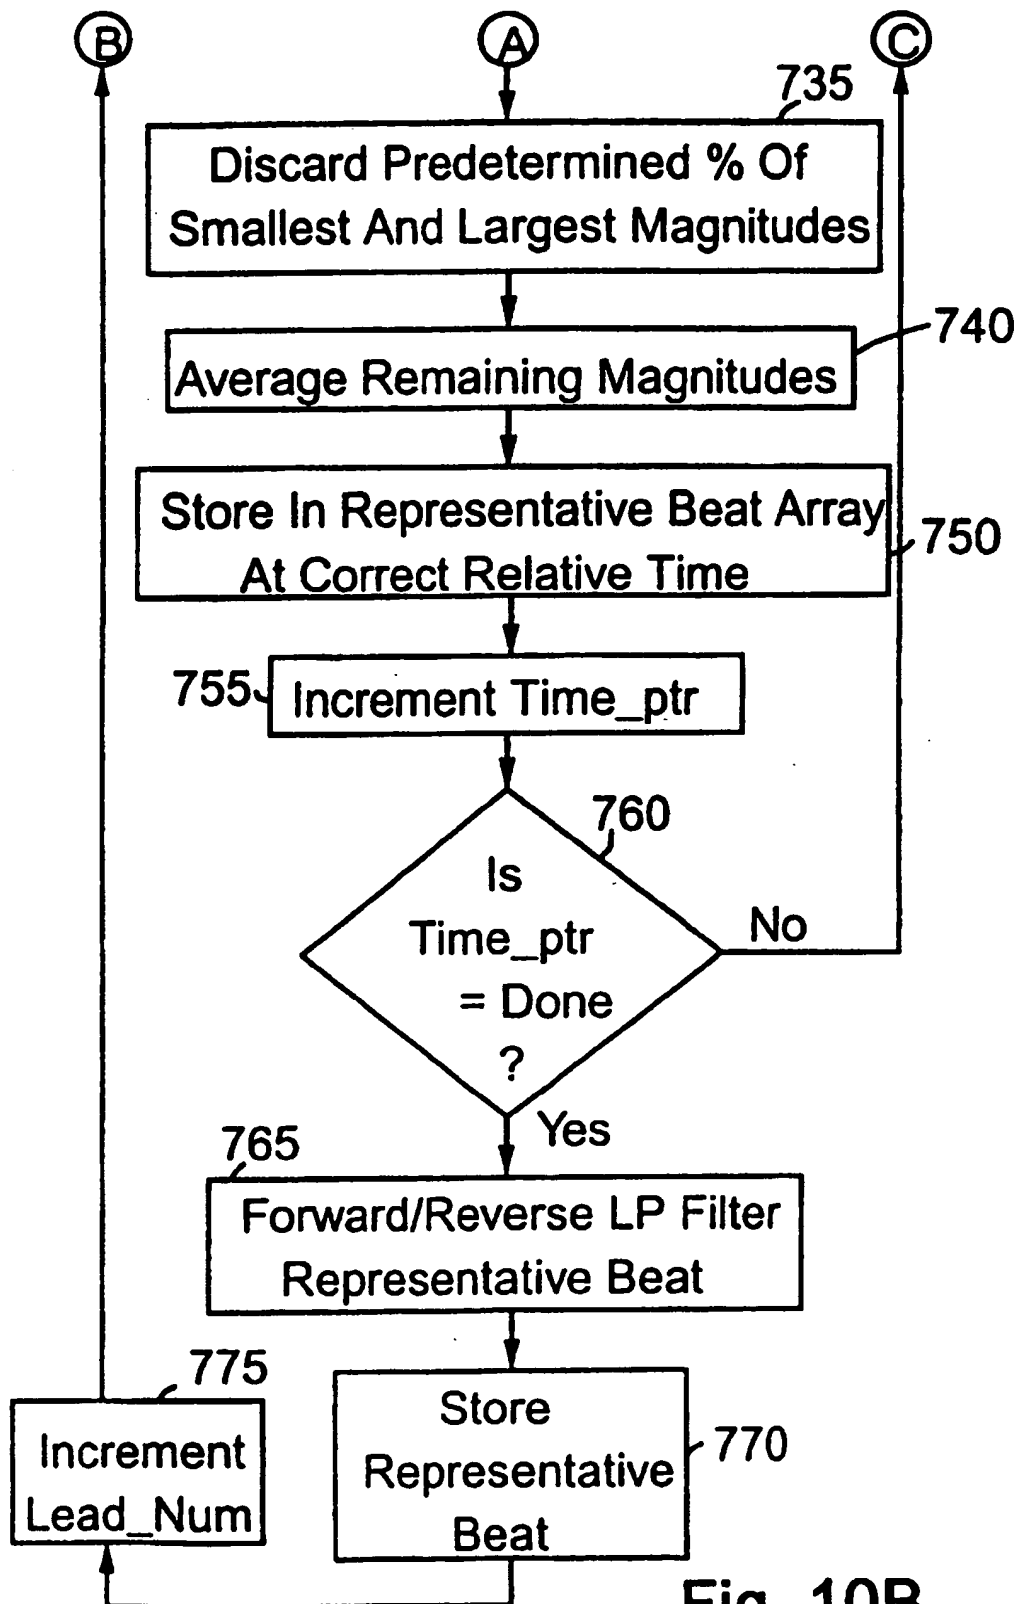 B
A
C
735
Discard Predetermined % Of
Smallest And Largest Magnitudes
740
Average Remaining Magnitudes
Store In Representative Beat Array
At Correct Relative Time
750
755
Increment Time_ptr
760
Is
Time_ptr
= Done
?
No
Yes
765
Forward/Reverse LP Filter
Representative Beat
775
Increment
Lead_Num
Store
Representative
Beat
770
Fig. 10B